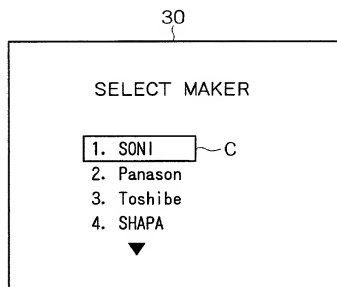 30
SELECT MAKER
1. SONI C
2. Panason
3. Toshibe
4. SHAPA